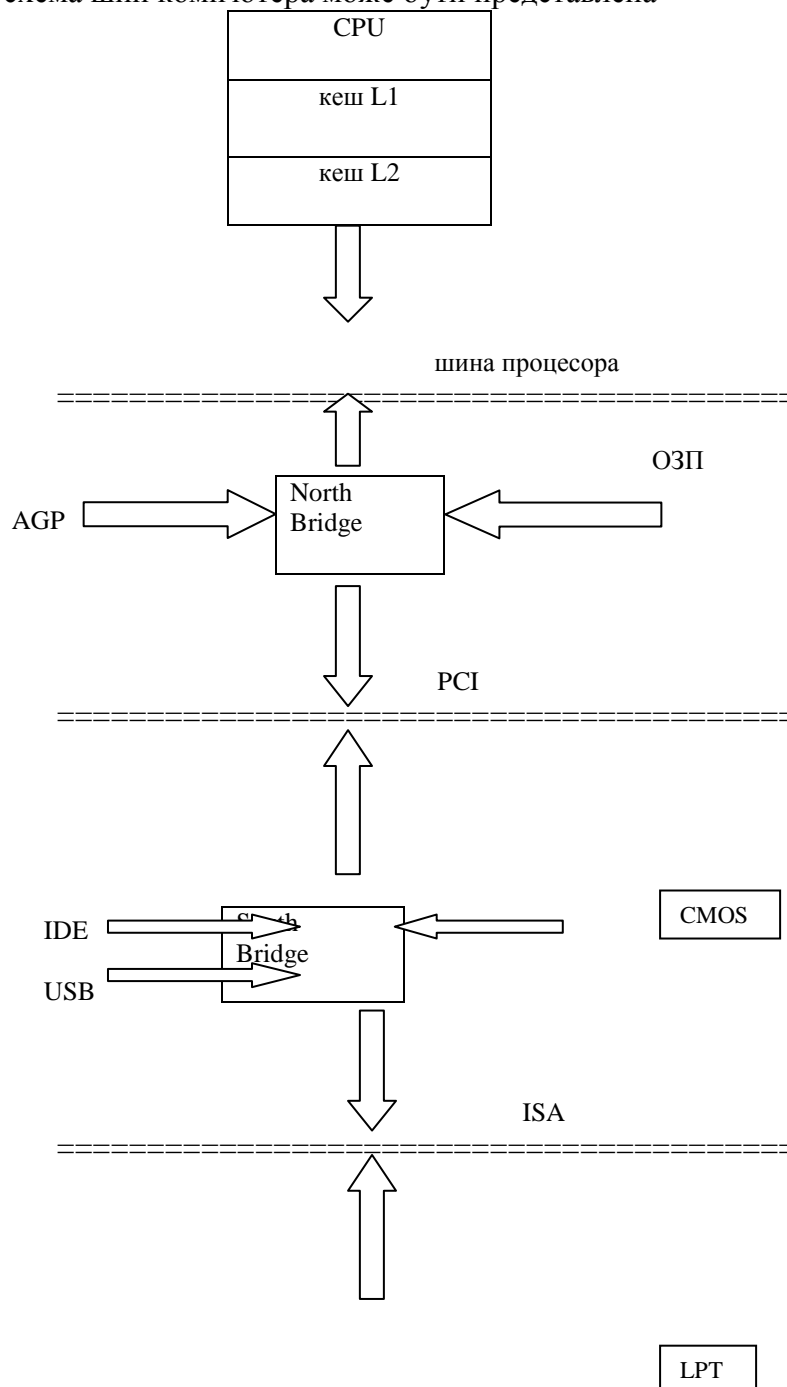 схема шин комп'ютера може бути представлена
CPU
кеш L1
кеш L2
шина процесора
ОЗП
North
Bridge
AGP
PCI
CMOS
IDE
South
Bridge
USB
ISA
LPT